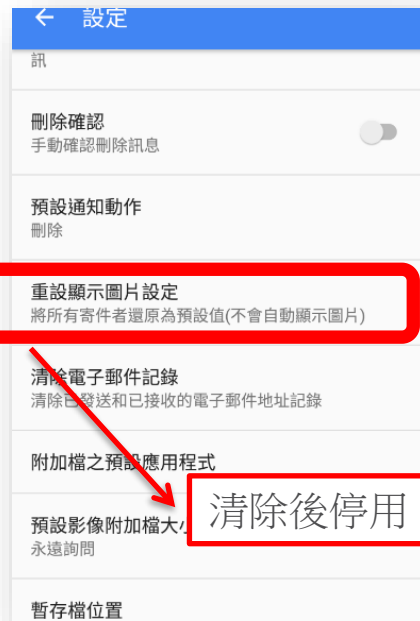 設定
訊
刪除確認
手動確認刪除訊息
預設通知動作
刪除
重設顯示圖片設定
將所有寄件者還原為預設值(不會自動顯示圖片)
清除電子郵件記錄
清除已發送和已接收的電子郵件地址記錄
附加檔之預設應用程式
清除後停用
預設影像附加檔大小
永遠詢問
暫存檔位置